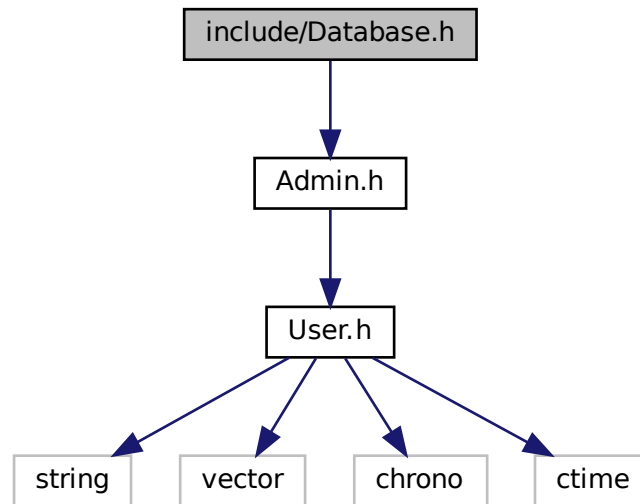 include/Database.h
Admin.h
User.h
string
vector
chrono
ctime